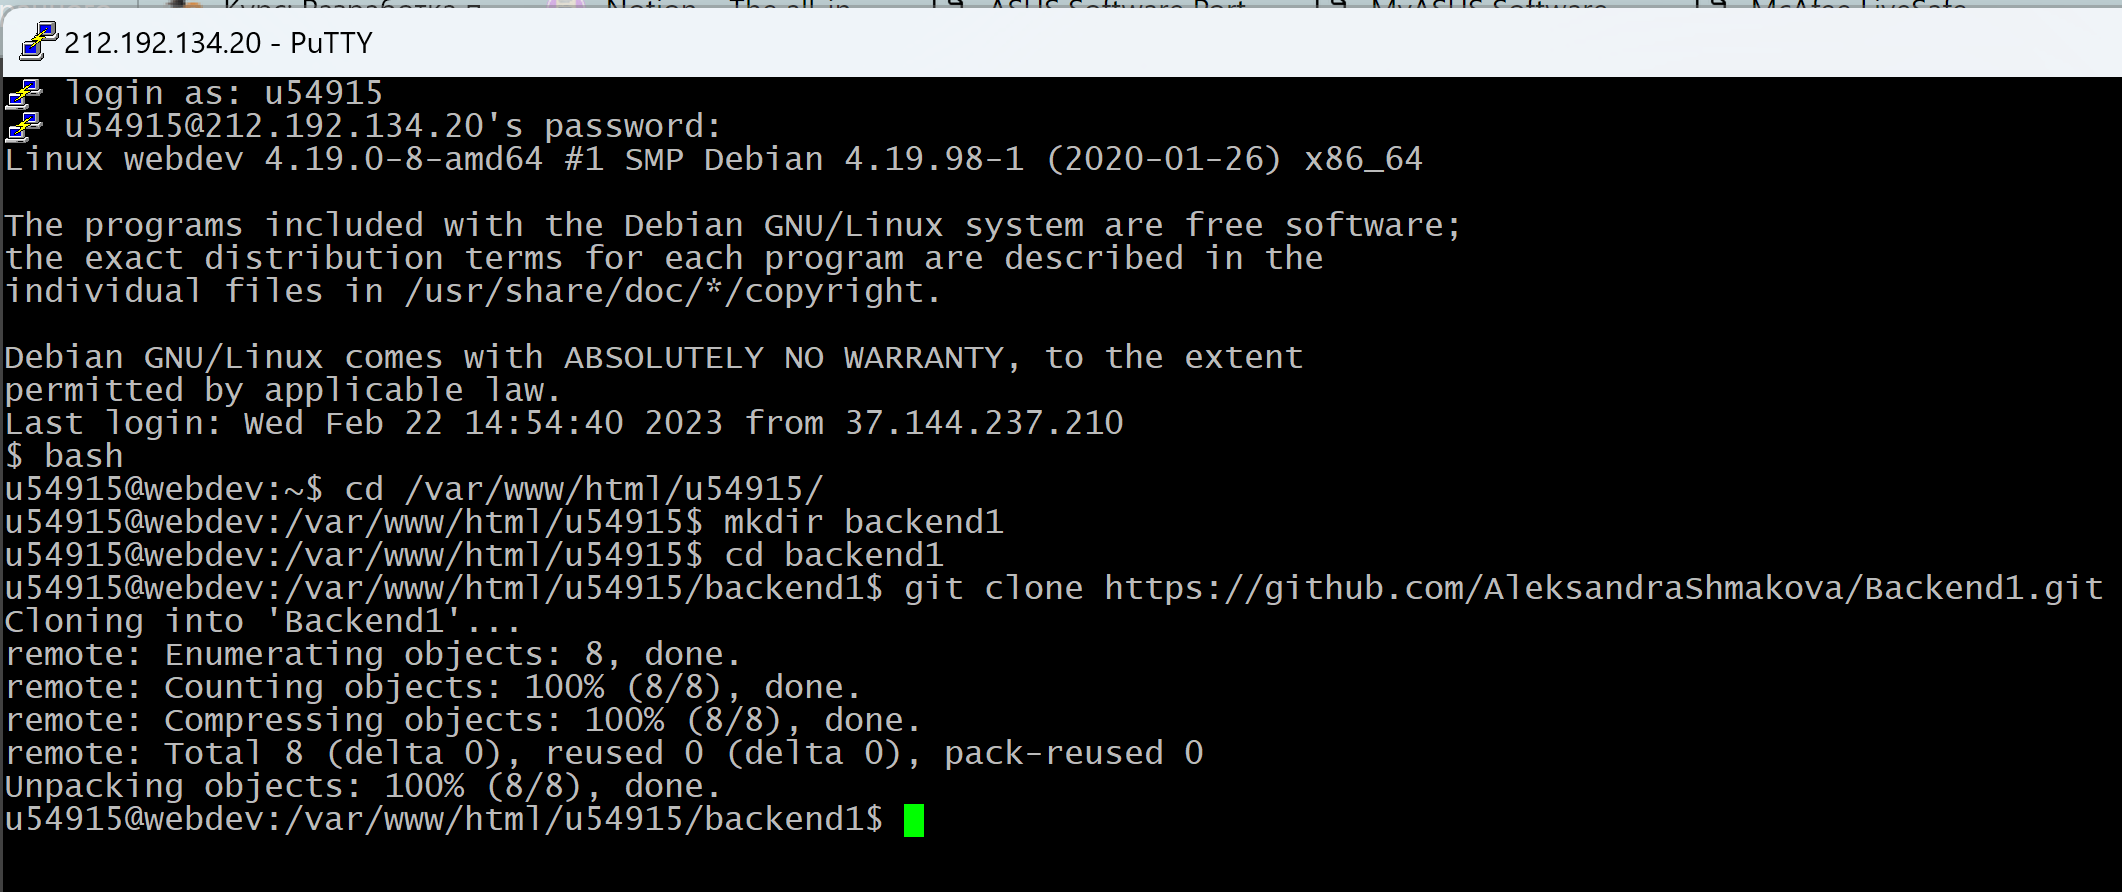 212.192.134.20 - PuTTY
login as: u54915
u54915@212.192.134.20's password:
Linux webdev 4.19.0-8-amd64 #1 SMP Debian 4.19.98-1 (2020-01-26) x86_64
The programs included with the Debian GNU/Linux system are free software;
the exact distribution terms for each program are described in the
individual files in /usr/share/doc/*/copyright.
Debian GNU/Linux comes with ABSOLUTELY NO WARRANTY, to the extent
permitted by applicable law.
Last login: Wed Feb 22 14:54:40 2023 from 37.144.237.210
$ bash
u54915@webdev:~$ cd /var/www/html/u54915/
u54915@webdev:/var/www/html/u54915$ mkdir backend1
u54915@webdev:/var/www/html/u54915$ cd backend1
u54915@webdev:/var/www/html/u54915/backend1$ git clone https://github.com/AleksandraShmakova/Backend1.git
Cloning into 'Backend1'...
remote: Enumerating objects: 8, done.
remote: Counting objects: 100% (8/8), done.
remote: Compressing objects: 100% (8/8), done.
remote: Total 8 (delta 0), reused 0 (delta 0), pack-reused 0
Unpacking objects: 100% (8/8), done.
u54915@webdev:/var/www/html/u54915/backend1$